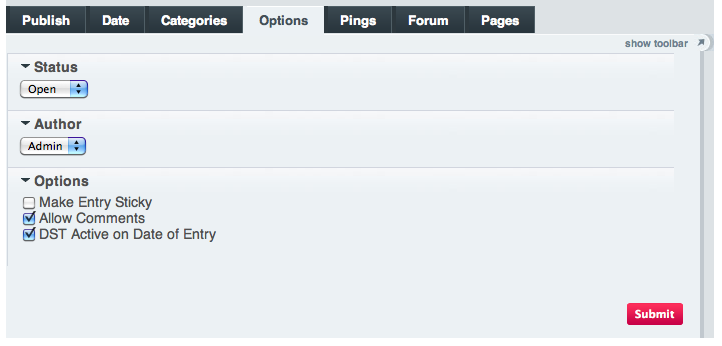 Publish Date Categories Options Pings Forum Pages
show toolbar
Status
Open
Author
Admin
Options
Make Entry Sticky
Allow Comments
DST Active on Date of Entry
Submit